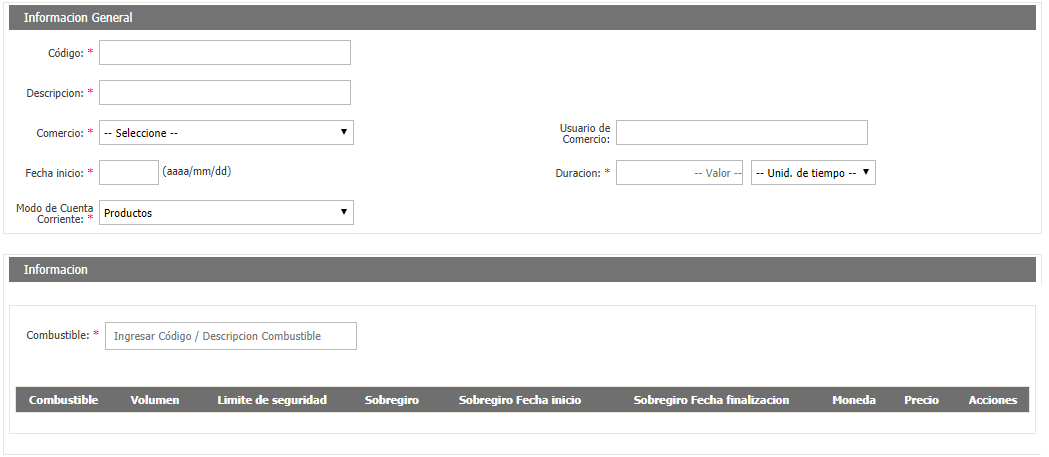 Informacion General
Código: *
Descripcion: *
Comercio: * -- Seleccione --
Usuario de
Comercio:
Fecha inicio: * (aaaa/mm/dd)
Duracion: * -- Valor -- -- Unid. de tiempo --
Modo de Cuenta
Corriente: * Productos
Informacion
Combustible: * Ingresar Código / Descripcion Combustible
Combustible Volumen Limite de seguridad Sobregiro Sobregiro Fecha inicio Sobregiro Fecha finalizacion Moneda Precio Acciones